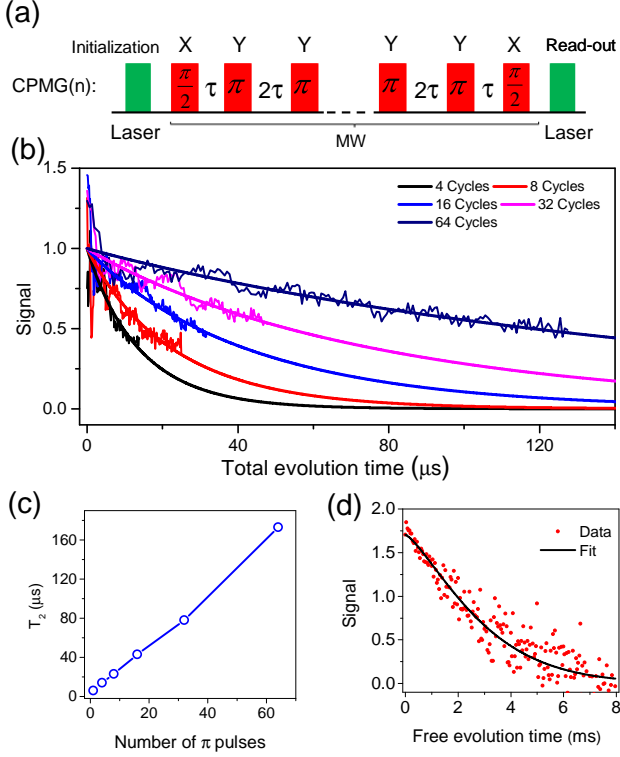 (a)
Initialization X Y Y Y Y X Read-out
CPMG(n): π/2 τ π 2τ π π 2τ π τ π/2
Laser MW Laser
(b)
1.5
1.0
0.5
0.0
Signal
4 Cycles 8 Cycles
16 Cycles 32 Cycles
64 Cycles
0 40 80 120
Total evolution time (μs)
(c)
160
120
80
40
0
T2 (μs)
0 20 40 60
Number of π pulses
(d)
2.0
1.5
1.0
0.5
0.0
Signal
Data
Fit
0 2 4 6 8
Free evolution time (ms)